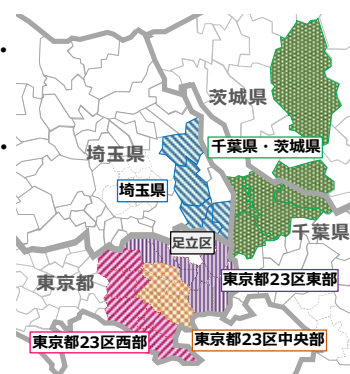 茨城県
千葉県・茨城県
埼玉県
埼玉県
千葉県
足立区
東京都
東京都23区東部
東京都23区西部
東京都23区中央部